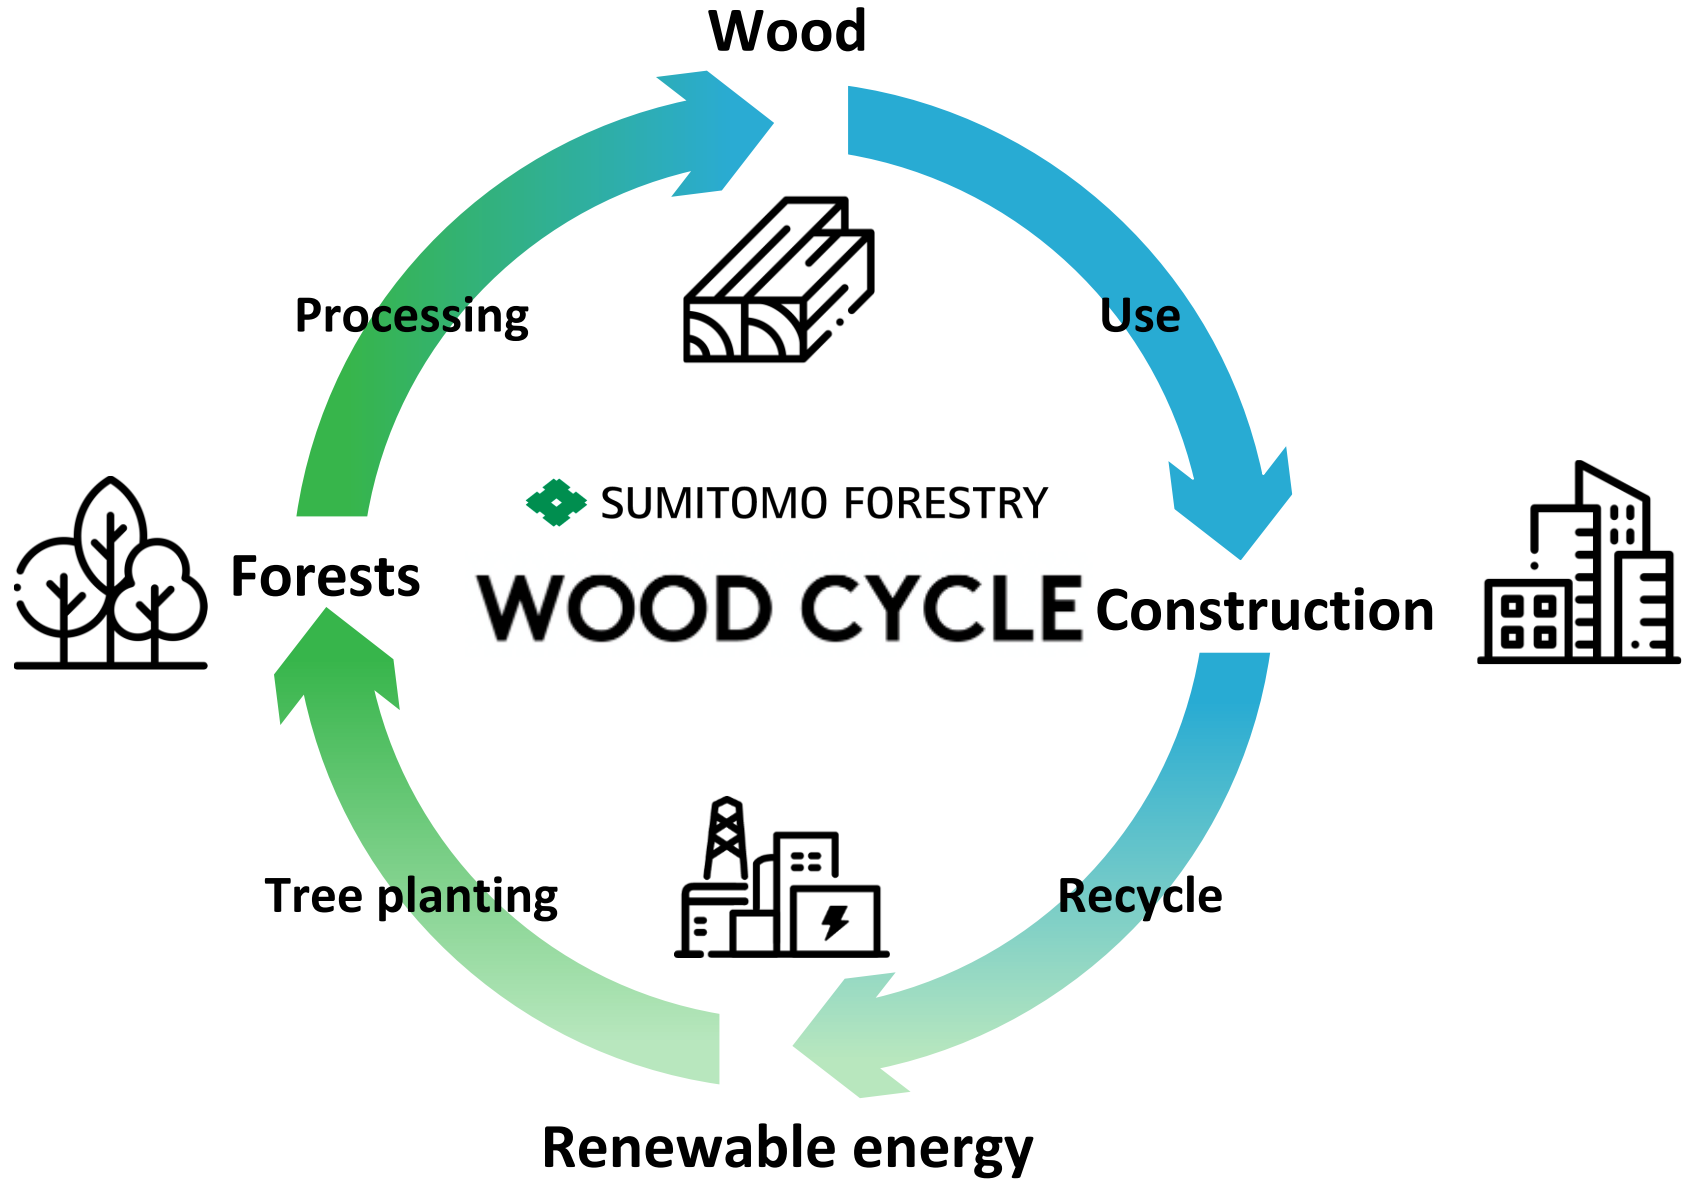 Wood
Processing
Use
SUMITOMO FORESTRY
Forests
WOOD CYCLE
Construction
Tree planting
Recycle
Renewable energy